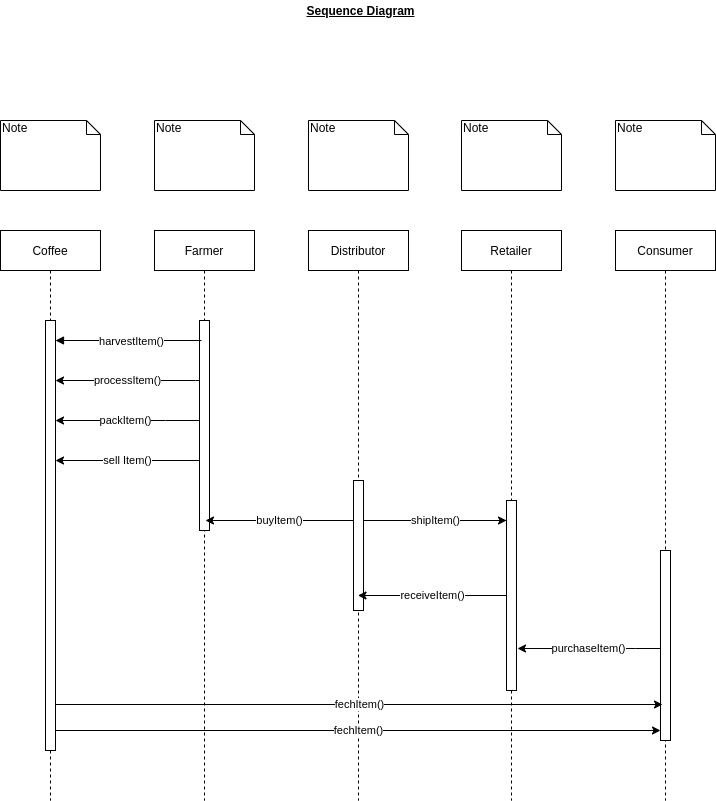 Sequence Diagram
Note
Note
Note
Note
Note
Coffee
Farmer
Distributor
Retailer
Consumer
harvestItem()
processItem()
packItem()
sell Item()
buyItem()
shipItem()
receiveItem()
purchaseItem()
fechItem()
fechItem()